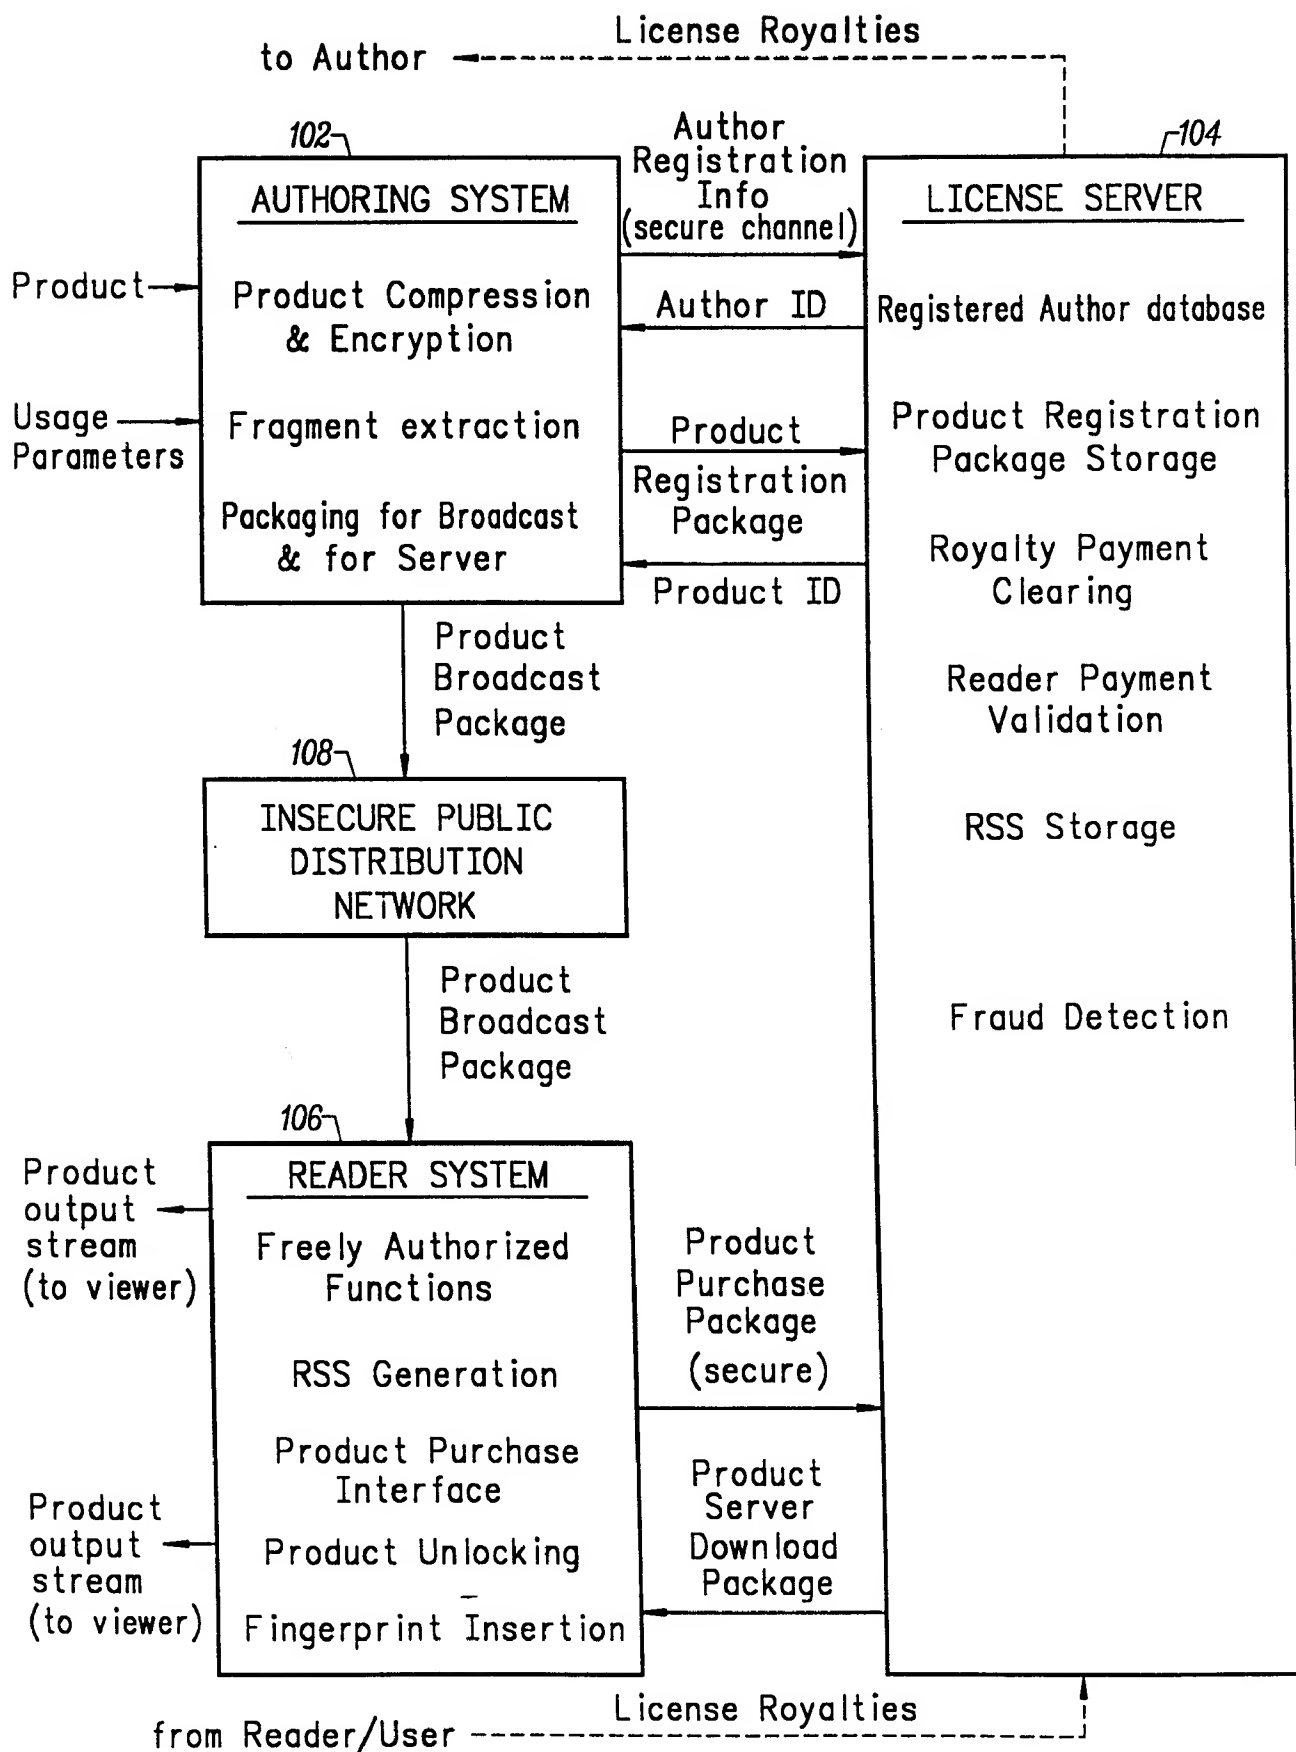 License Royalties
to Author
102
Author
Registration
Info
(secure channel)
104
AUTHORING SYSTEM
LICENSE SERVER
Product
Product Compression
& Encryption
Author ID
Registered Author database
Usage
Parameters
Fragment extraction
Product
Registration
Package
Product Registration
Package Storage
Packaging for Broadcast
& for Server
Product ID
Royalty Payment
Clearing
Product
Broadcast
Package
Reader Payment
Validation
108
INSECURE PUBLIC
DISTRIBUTION
NETWORK
RSS Storage
Product
Broadcast
Package
Fraud Detection
106
READER SYSTEM
Product
output
stream
(to viewer)
Freely Authorized
Functions
Product
Purchase
Package
(secure)
RSS Generation
Product Purchase
Interface
Product
Server
Download
Package
Product
output
stream
(to viewer)
Product Unlocking
Fingerprint Insertion
License Royalties
from Reader/User